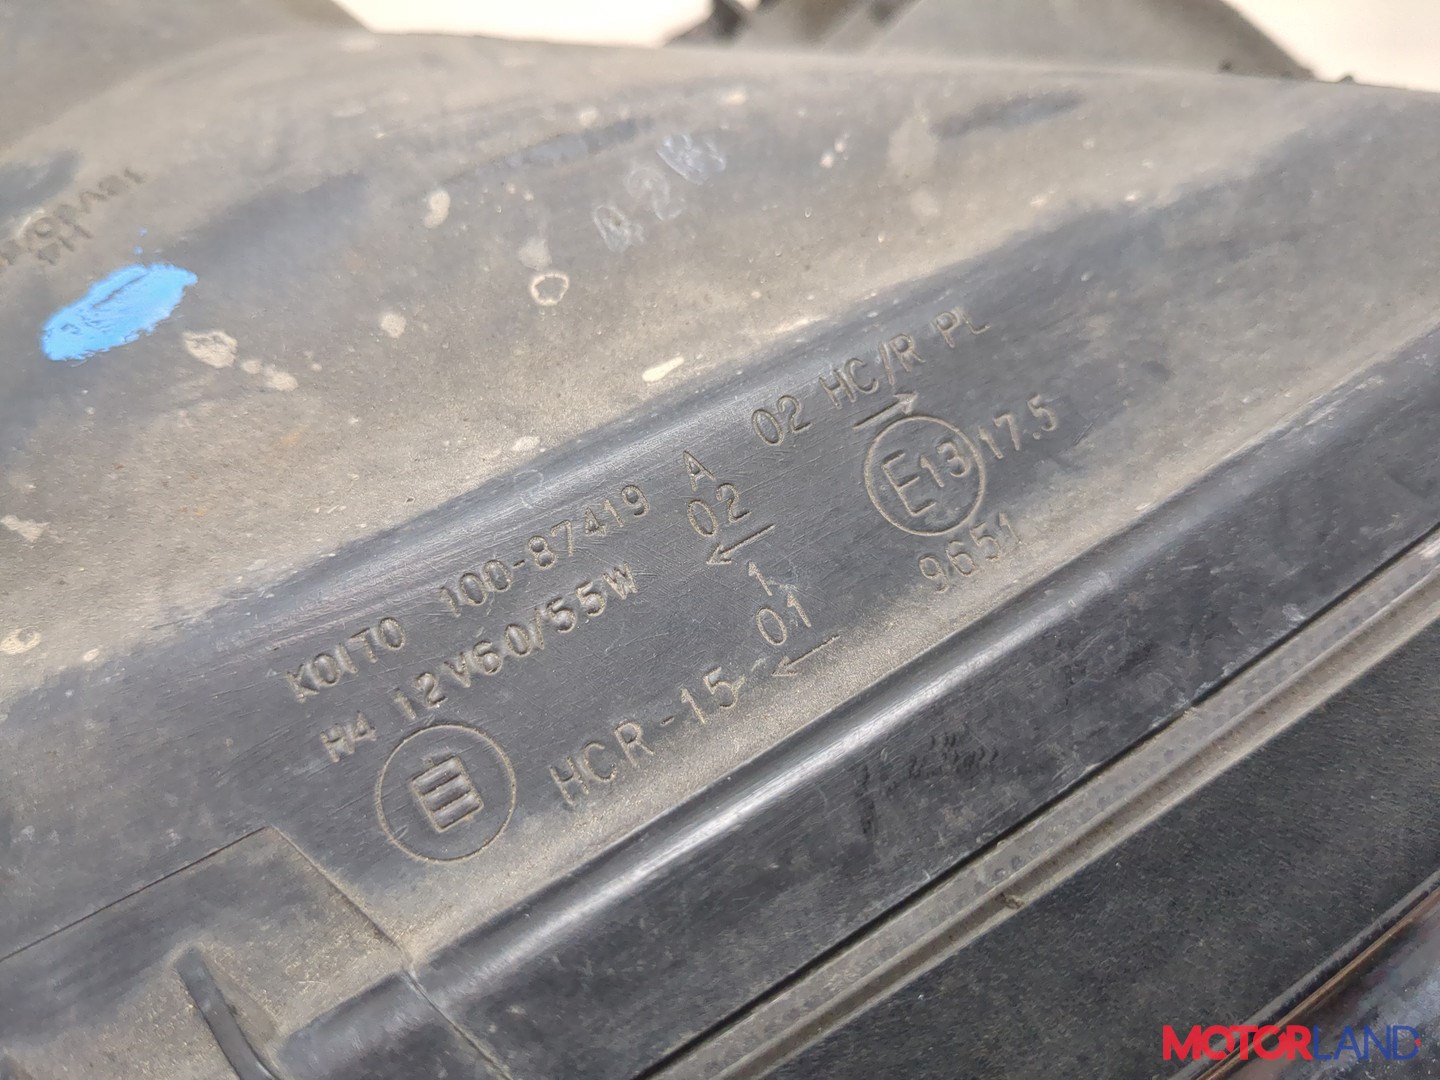 KOITO 100-87419 A 02 HC/R PL
H4 12V60/55W 02
1
E13 17.5
9651
HCR-15- 01
MOTORLAND